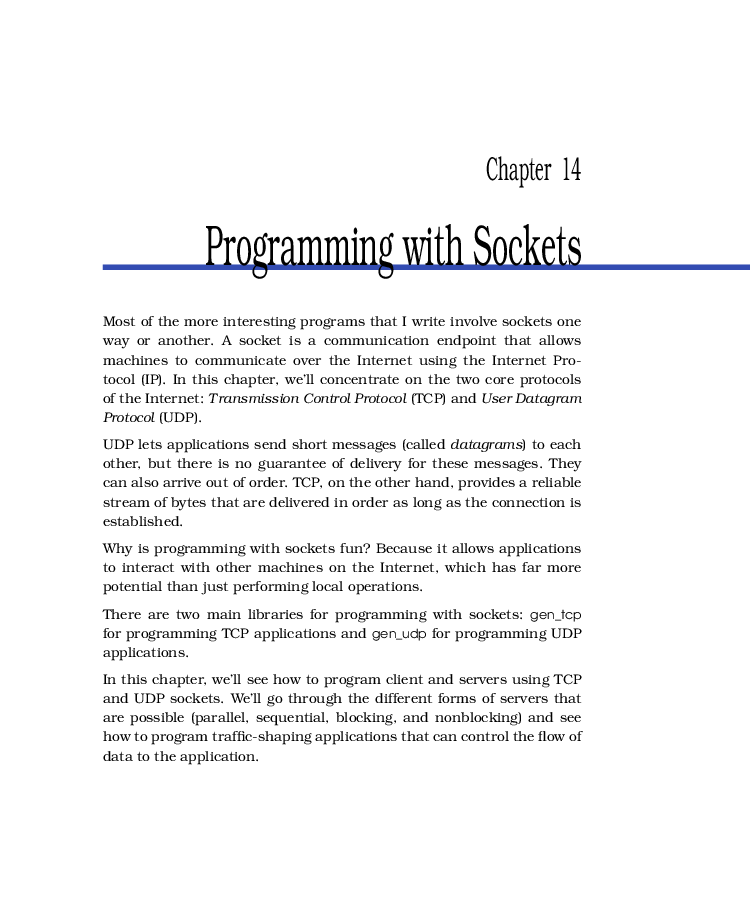 Chapter 14
Programming with Sockets
Most of the more interesting programs that I write involve sockets one
way or another. A socket is a communication endpoint that allows
machines to communicate over the Internet using the Internet Pro-
tocol (IP). In this chapter, we'll concentrate on the two core protocols
of the Internet: Transmission Control Protocol (TCP) and User Datagram
Protocol (UDP).
UDP lets applications send short messages (called datagrams) to each
other, but there is no guarantee of delivery for these messages. They
can also arrive out of order. TCP, on the other hand, provides a reliable
stream of bytes that are delivered in order as long as the connection is
established.
Why is programming with sockets fun? Because it allows applications
to interact with other machines on the Internet, which has far more
potential than just performing local operations.
There are two main libraries for programming with sockets: gen_tcp
for programming TCP applications and gen_udp for programming UDP
applications.
In this chapter, we'll see how to program client and servers using TCP
and UDP sockets. We'll go through the different forms of servers that
are possible (parallel, sequential, blocking, and nonblocking) and see
how to program traffic-shaping applications that can control the flow of
data to the application.